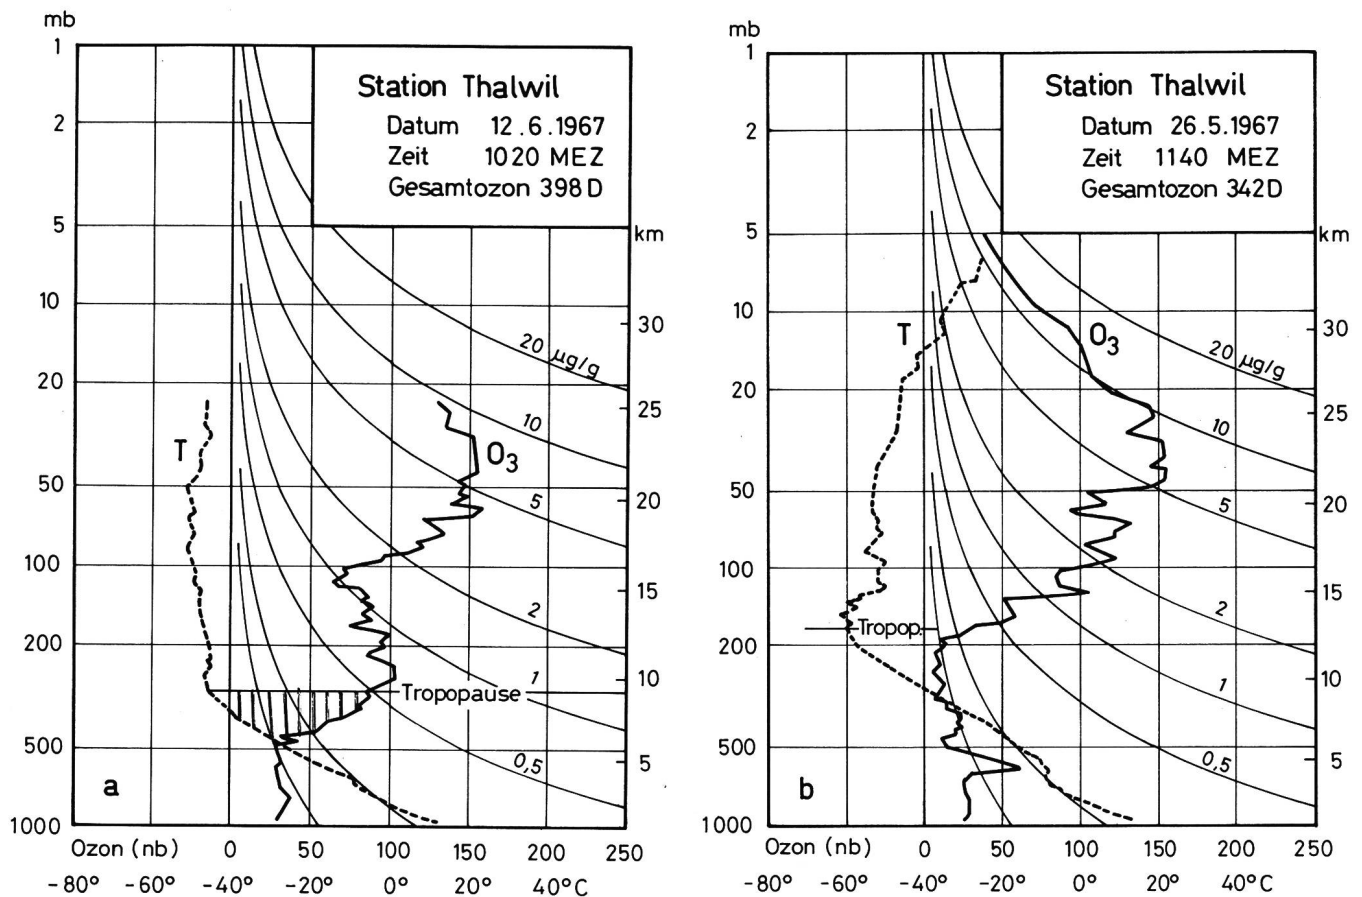 mb
1
2
5
10
20
50
100
200
500
1000
Station Thalwil
Datum 12.6.1967
Zeit 1020 MEZ
Gesamtozon 398 D
km
30
25
20
15
10
5
20 µg/g
10
5
2
1
0,5
T
O3
Tropopause
a
Ozon (nb) 0 50 100 150 200 250
-80° -60° -40° -20° 0° 20° 40°C
mb
1
2
5
10
20
50
100
200
500
1000
Station Thalwil
Datum 26.5.1967
Zeit 1140 MEZ
Gesamtozon 342 D
km
30
25
20
15
10
5
20 µg/g
10
5
2
1
0,5
T
O3
Tropop.
b
Ozon (nb) 0 50 100 150 200 250
-80° -60° -40° -20° 0° 20° 40°C